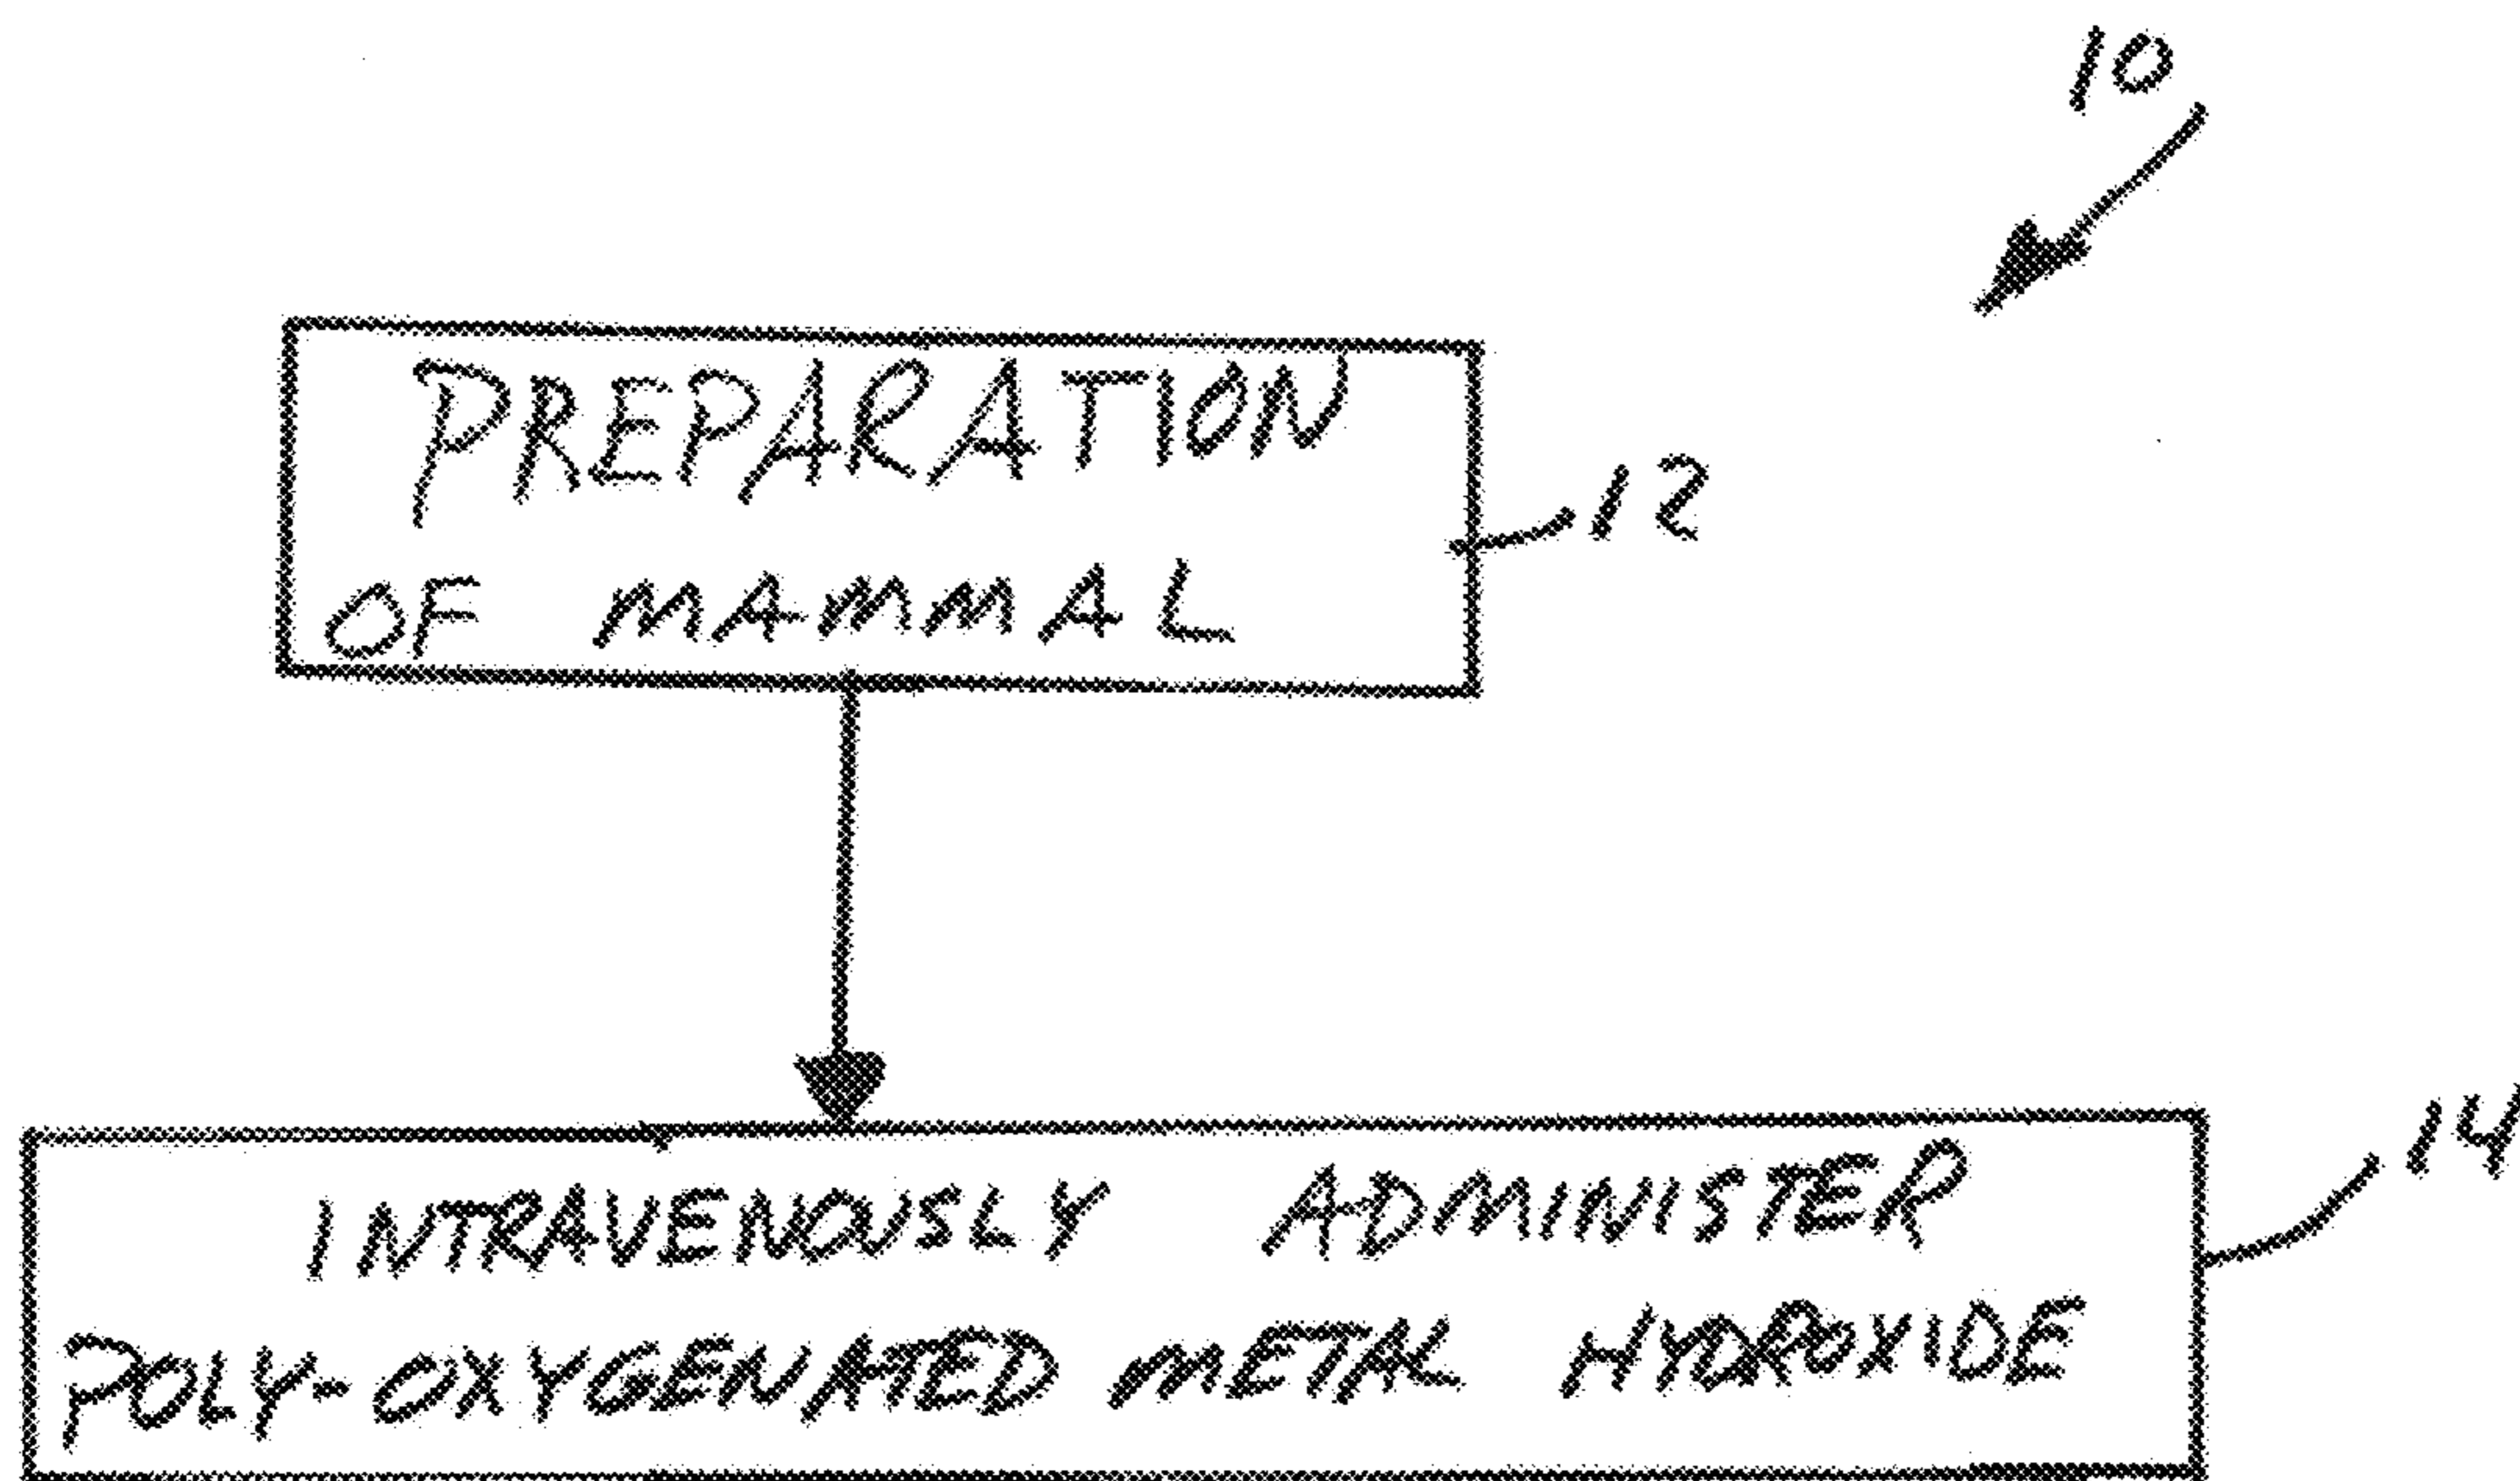 10
PREPARATION
OF MAMMAL
12
INTRAVENOUSLY ADMINISTER
14
POLY-OXYGENATED METAL HYDROXIDE